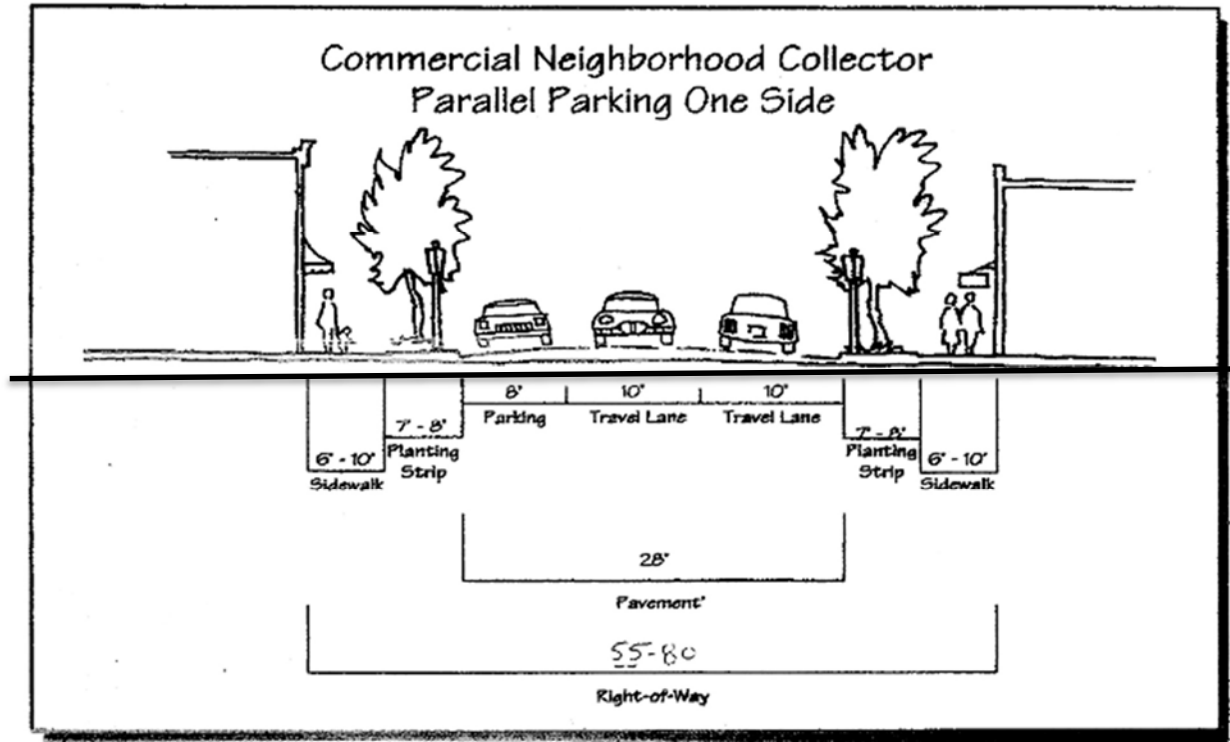 Commercial Neighborhood Collector
Parallel Parking One Side
8' 10' 10'
Parking Travel Lane Travel Lane
7' - 8' 7' - 8'
Planting Strip Planting Strip
6' - 10' 6' - 10'
Sidewalk Sidewalk
28'
Pavement'
55-80
Right-of-Way